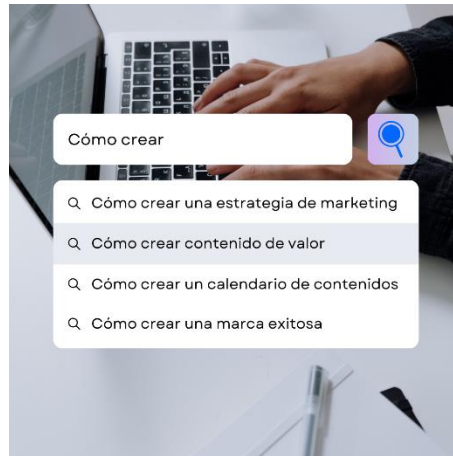 Cómo crear
Cómo crear una estrategia de marketing
Cómo crear contenido de valor
Cómo crear un calendario de contenidos
Cómo crear una marca exitosa